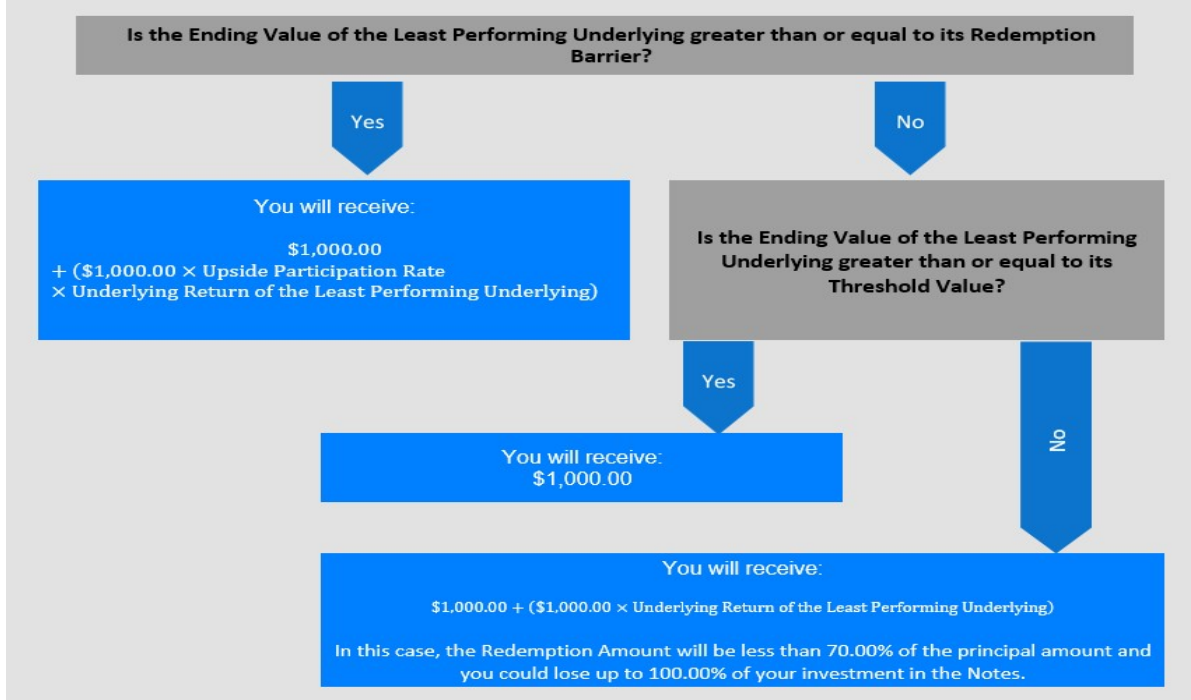 Is the Ending Value of the Least Performing Underlying greater than or equal to its Redemption
Barrier?
Yes
No
You will receive:
$1,000.00
+ ($1,000.00 × Upside Participation Rate
× Underlying Return of the Least Performing Underlying)
Is the Ending Value of the Least Performing
Underlying greater than or equal to its
Threshold Value?
Yes
No
You will receive:
$1,000.00
You will receive:
$1,000.00 + ($1,000.00 × Underlying Return of the Least Performing Underlying)
In this case, the Redemption Amount will be less than 70.00% of the principal amount and
you could lose up to 100.00% of your investment in the Notes.